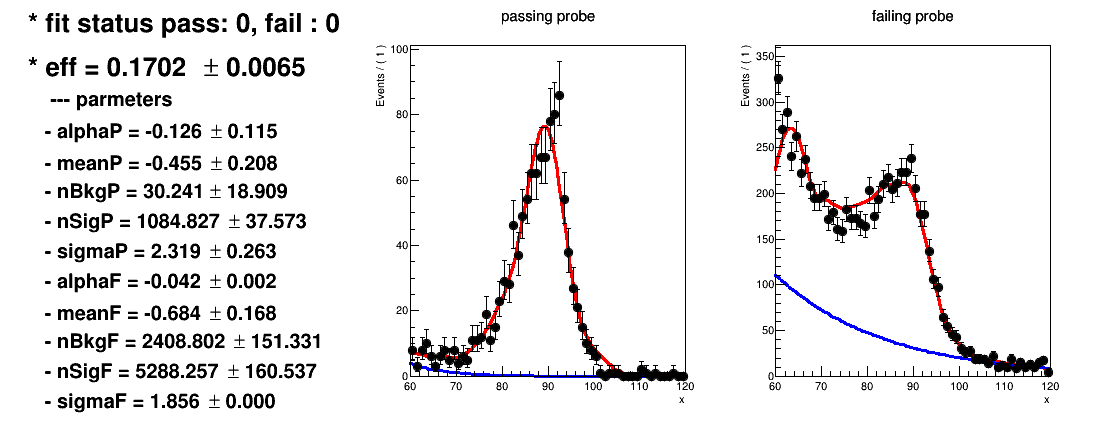 * fit status pass: 0, fail : 0
* eff = 0.1702 ± 0.0065
--- parmeters
- alphaP = -0.126 ± 0.115
- meanP = -0.455 ± 0.208
- nBkgP = 30.241 ± 18.909
- nSigP = 1084.827 ± 37.573
- sigmaP = 2.319 ± 0.263
- alphaF = -0.042 ± 0.002
- meanF = -0.684 ± 0.168
- nBkgF = 2408.802 ± 151.331
- nSigF = 5288.257 ± 160.537
- sigmaF = 1.856 ± 0.000
passing probe
Events / ( 1 )
100
80
60
40
20
0
60 70 80 90 100 110 120
x
failing probe
Events / ( 1 )
350
300
250
200
150
100
50
0
60 70 80 90 100 110 120
x